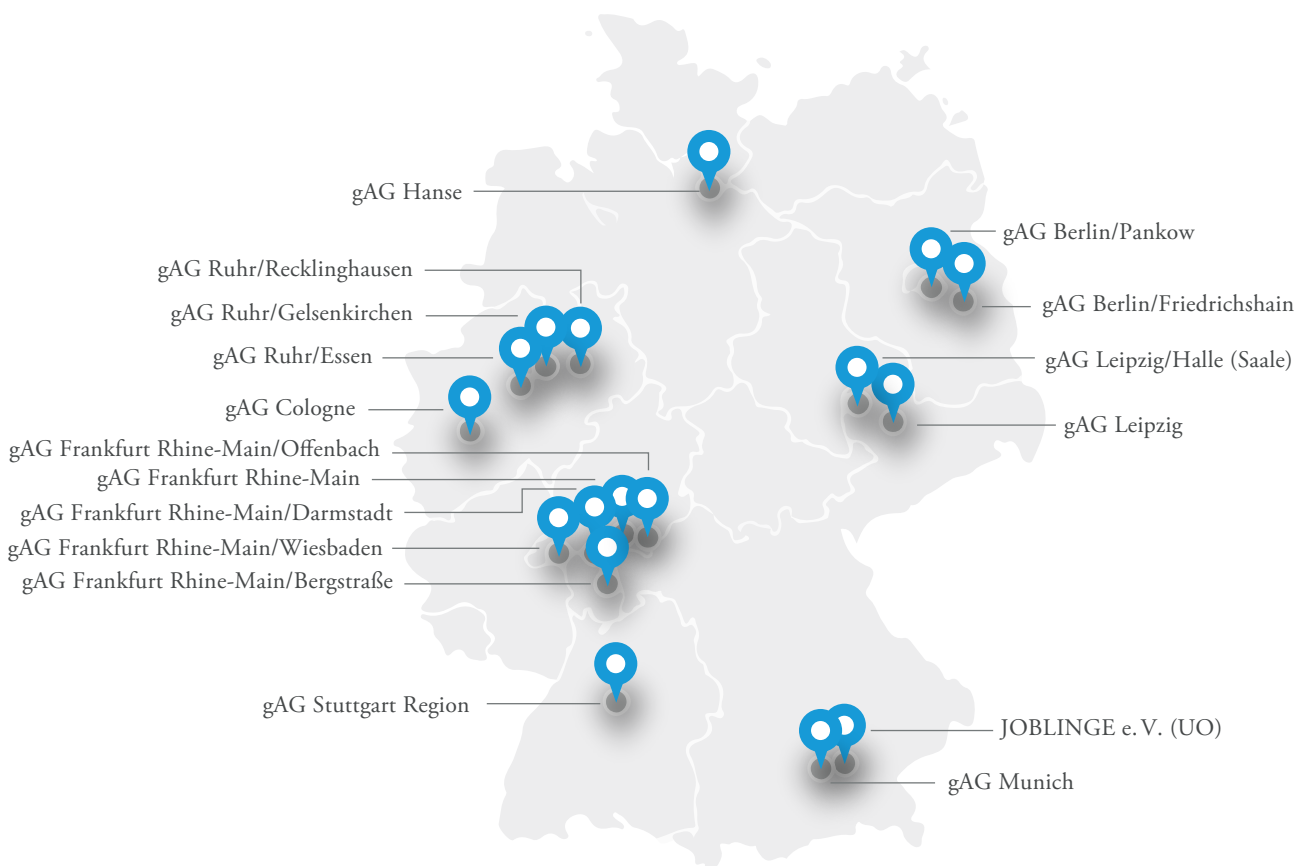 gAG Hanse
gAG Berlin/Pankow
gAG Ruhr/Recklinghausen
gAG Berlin/Friedrichshain
gAG Ruhr/Gelsenkirchen
gAG Ruhr/Essen
gAG Leipzig/Halle (Saale)
gAG Cologne
gAG Leipzig
gAG Frankfurt Rhine-Main/Offenbach
gAG Frankfurt Rhine-Main
gAG Frankfurt Rhine-Main/Darmstadt
gAG Frankfurt Rhine-Main/Wiesbaden
gAG Frankfurt Rhine-Main/Bergstraße
gAG Stuttgart Region
JOBLINGE e. V. (UO)
gAG Munich